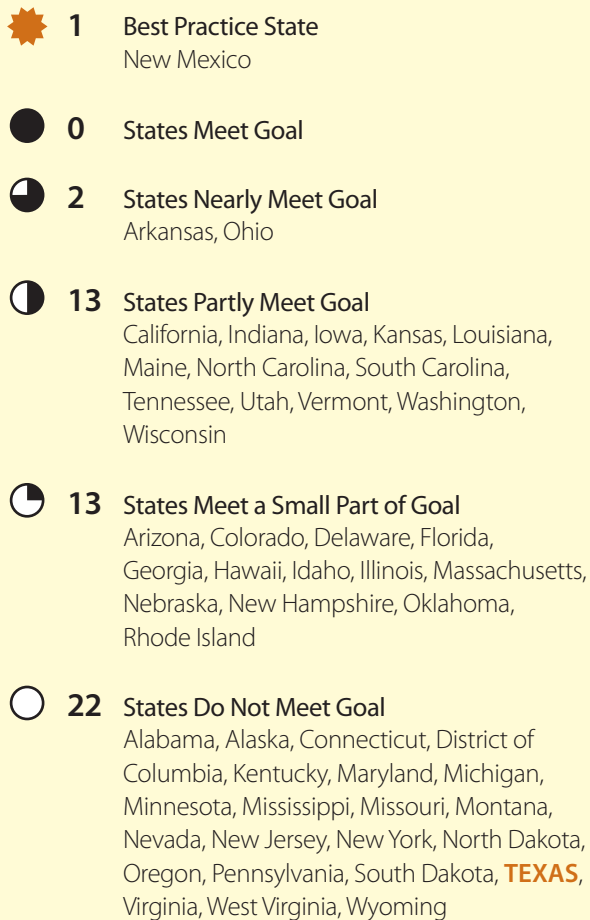 1 Best Practice State
New Mexico
0 States Meet Goal
2 States Nearly Meet Goal
Arkansas, Ohio
13 States Partly Meet Goal
California, Indiana, Iowa, Kansas, Louisiana,
Maine, North Carolina, South Carolina,
Tennessee, Utah, Vermont, Washington,
Wisconsin
13 States Meet a Small Part of Goal
Arizona, Colorado, Delaware, Florida,
Georgia, Hawaii, Idaho, Illinois, Massachusetts,
Nebraska, New Hampshire, Oklahoma,
Rhode Island
22 States Do Not Meet Goal
Alabama, Alaska, Connecticut, District of
Columbia, Kentucky, Maryland, Michigan,
Minnesota, Mississippi, Missouri, Montana,
Nevada, New Jersey, New York, North Dakota,
Oregon, Pennsylvania, South Dakota, TEXAS,
Virginia, West Virginia, Wyoming